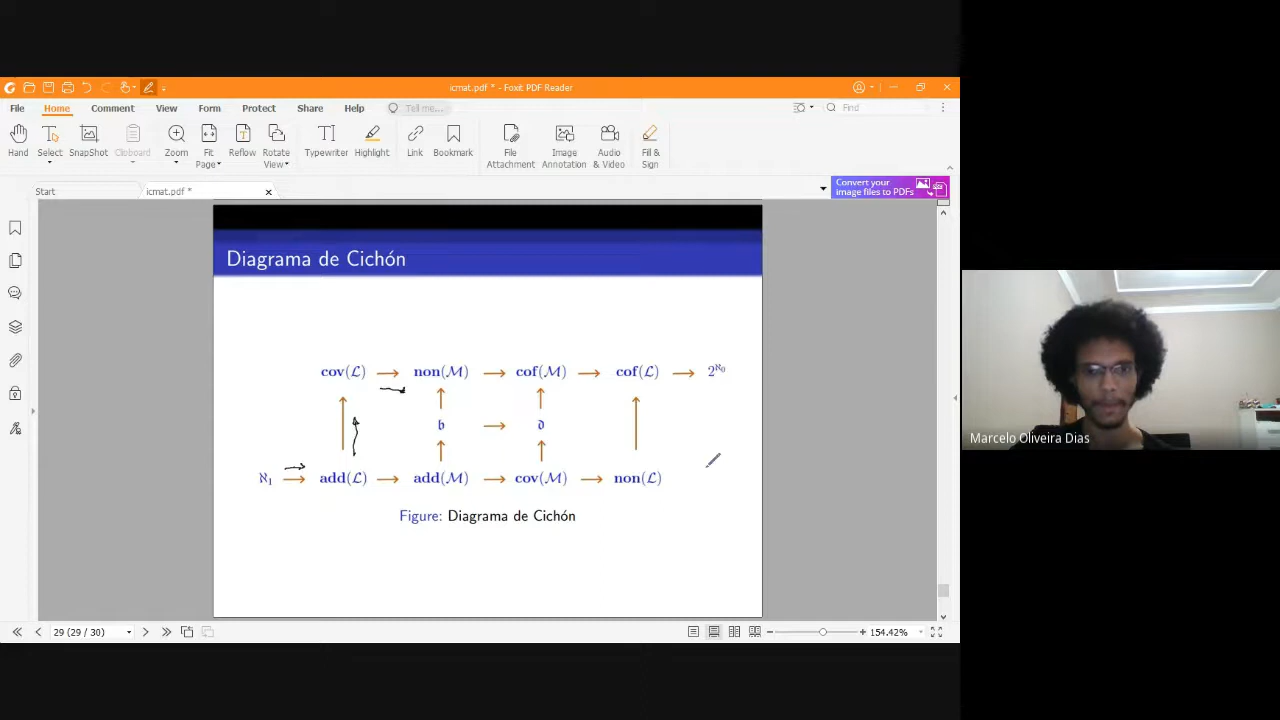 icmat.pdf * - Foxit PDF Reader
File Home Comment View Form Protect Share Help Tell me... Find
Hand Select SnapShot Clipboard Zoom Fit Page Reflow Rotate View Typewriter Highlight Link Bookmark File Attachment Image Annotation Audio & Video Fill & Sign
Start icmat.pdf *
Convert your image files to PDFs
Diagrama de Cichón
cov(ℒ) → non(ℳ) → cof(ℳ) → cof(ℒ) → 2^ℵ₀
𝔟 → 𝔡
ℵ₁ → add(ℒ) → add(ℳ) → cov(ℳ) → non(ℒ)
Figure: Diagrama de Cichón
Marcelo Oliveira Dias
29 (29 / 30) 154.42%